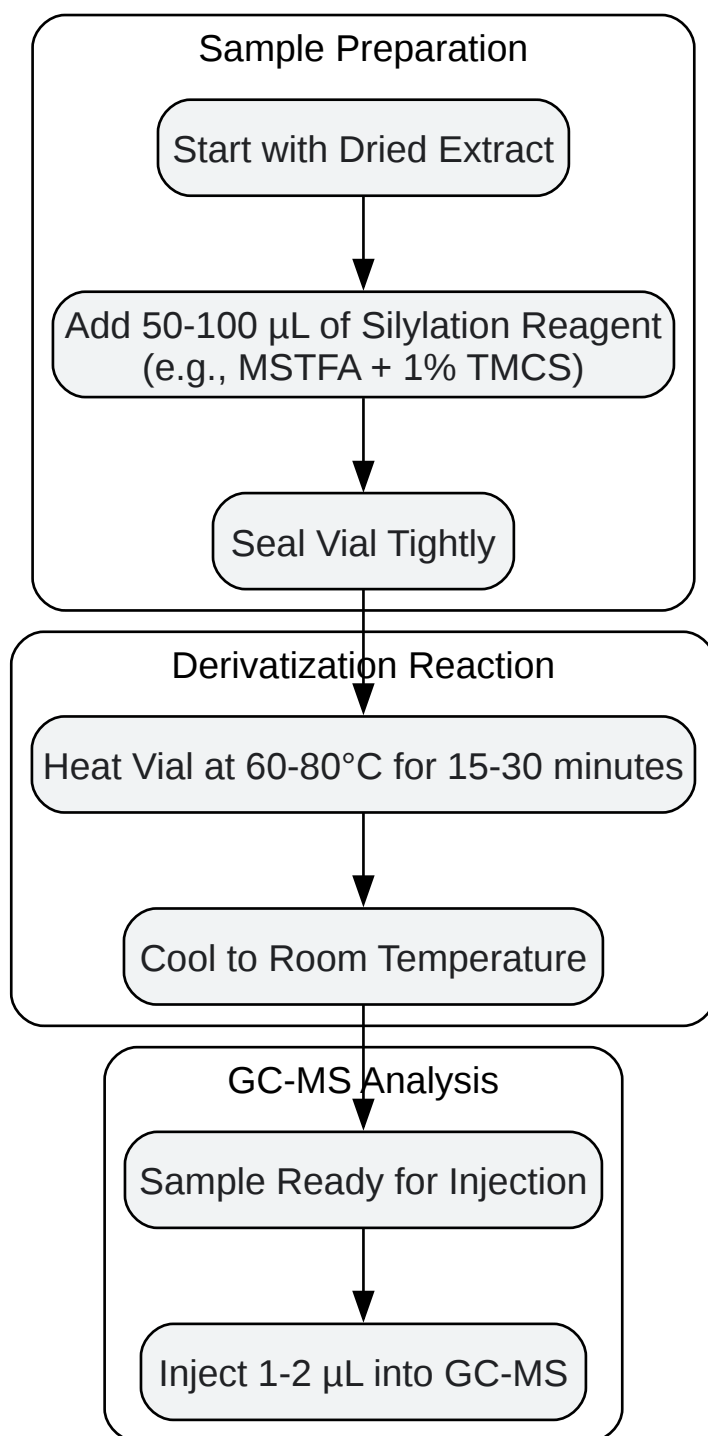 Sample Preparation
Start with Dried Extract
Add 50-100 µL of Silylation Reagent
(e.g., MSTFA + 1% TMCS)
Seal Vial Tightly
Derivatization Reaction
Heat Vial at 60-80°C for 15-30 minutes
Cool to Room Temperature
GC-MS Analysis
Sample Ready for Injection
Inject 1-2 µL into GC-MS